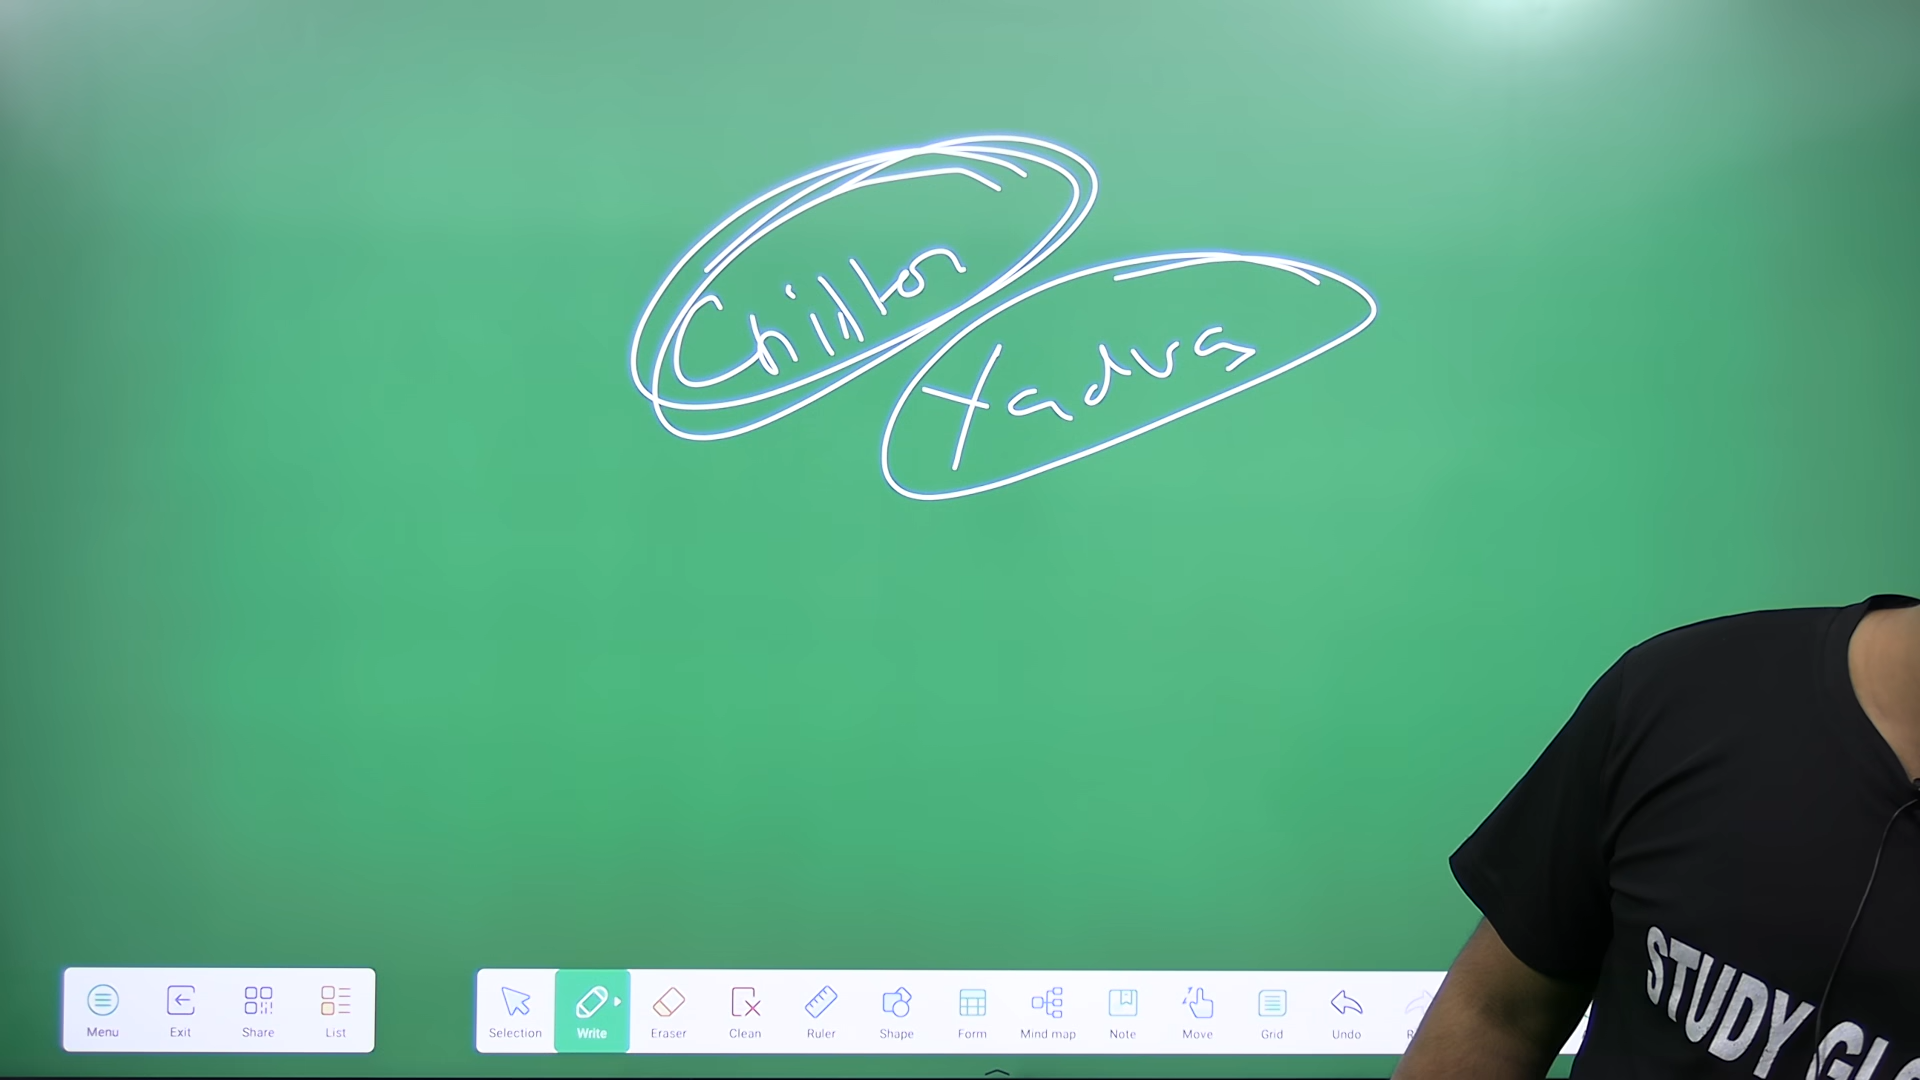 Yadva
Menu
Exit
Share
List
Selection
Write
Eraser
Clean
Ruler
Shape
Form
Mind map
Note
Move
Grid
Undo
STUDY